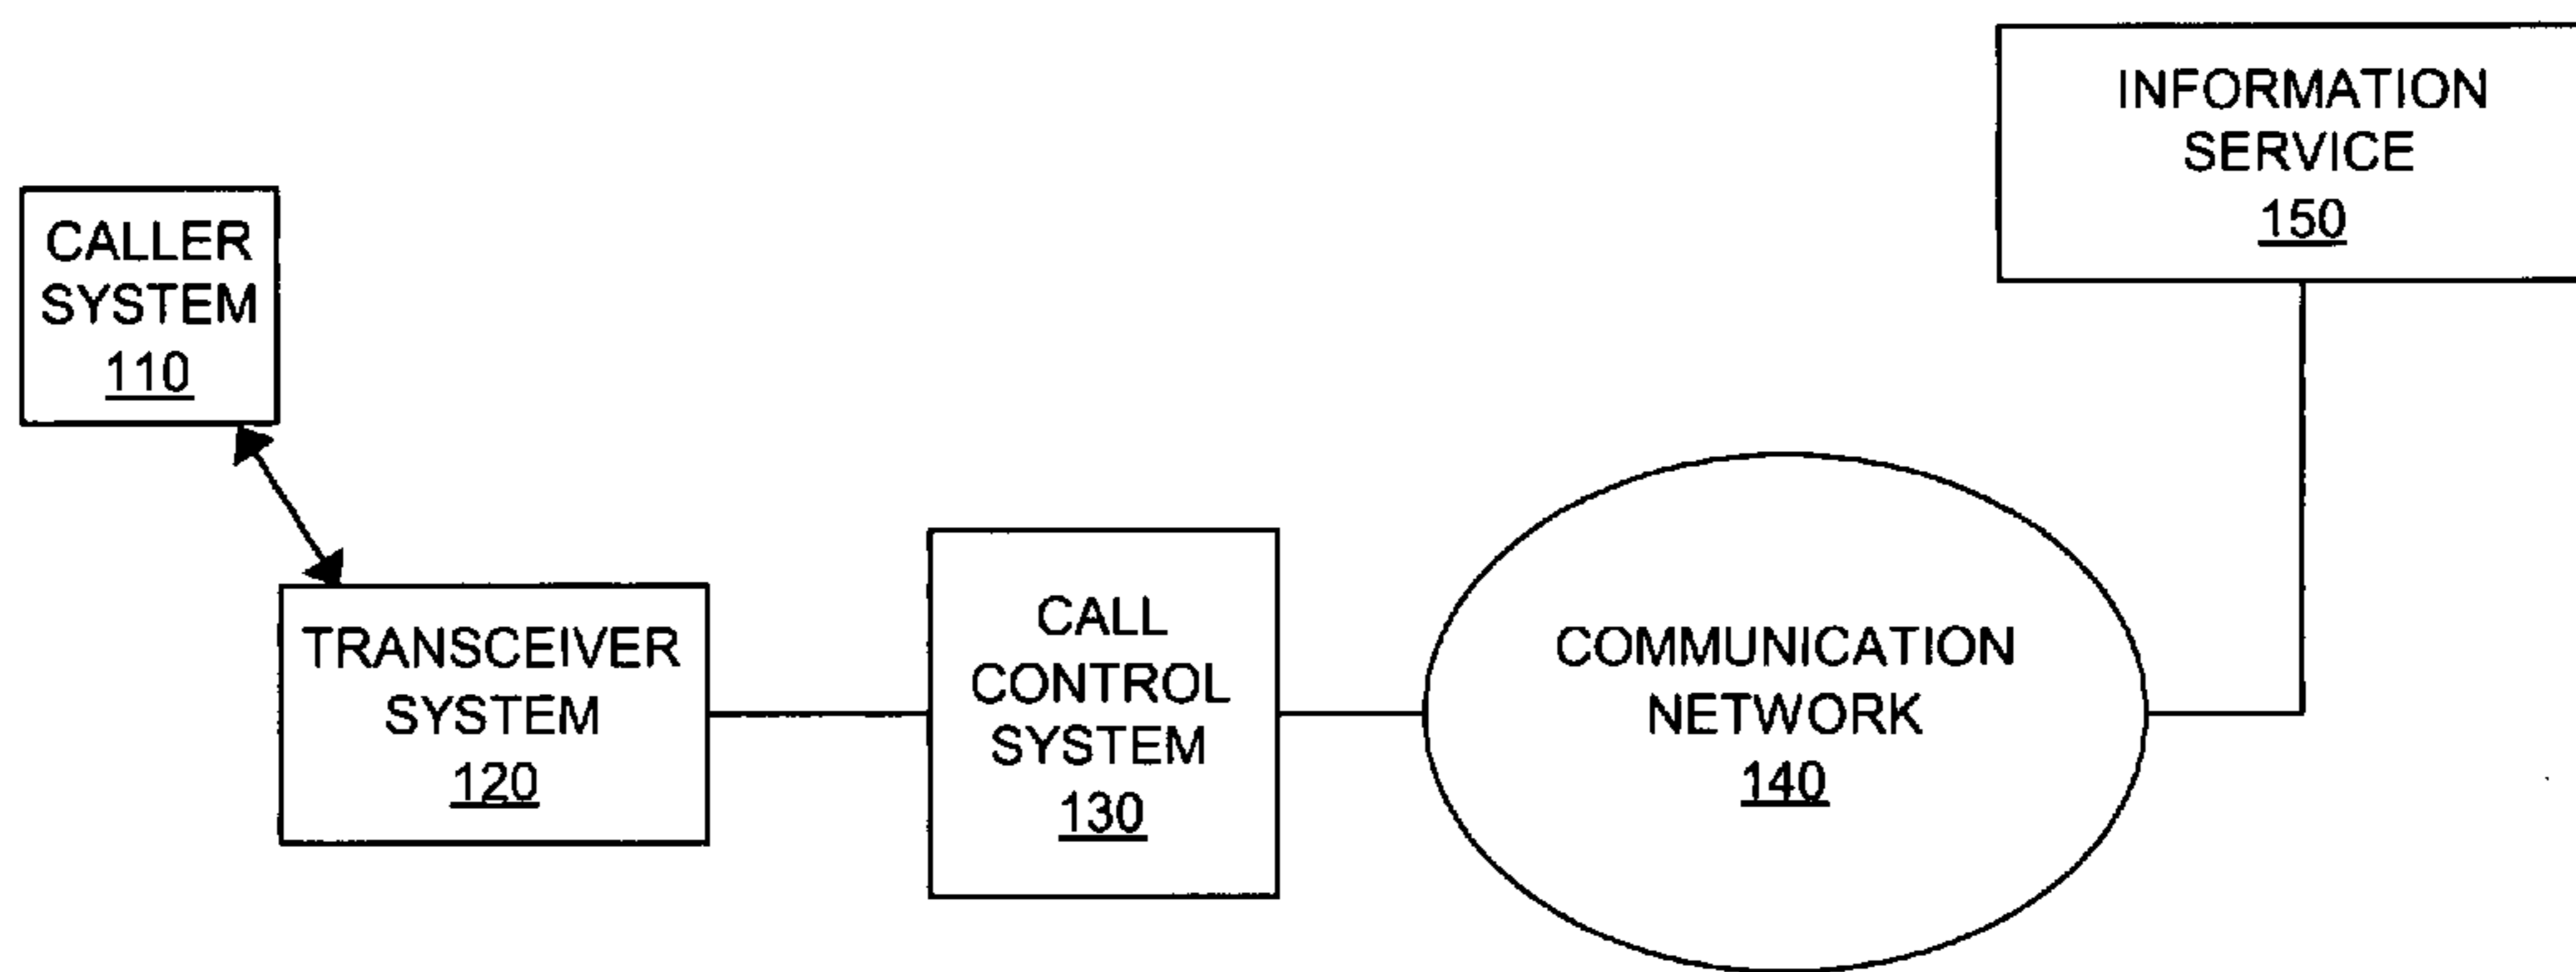 INFORMATION
SERVICE
150
CALLER
SYSTEM
110
TRANSCEIVER
SYSTEM
120
CALL
CONTROL
SYSTEM
130
COMMUNICATION
NETWORK
140